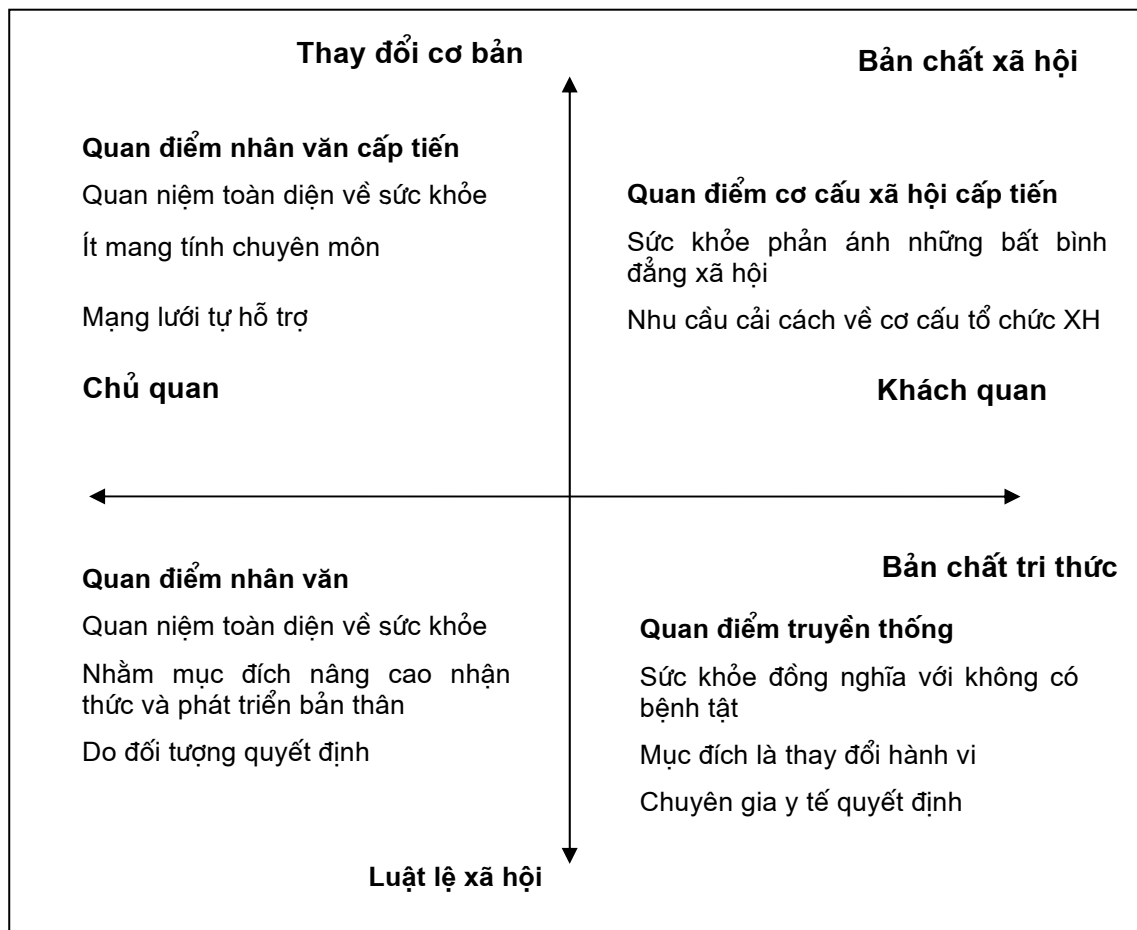 Thay đổi cơ bản
Bản chất xã hội
Quan điểm nhân văn cấp tiến
Quan niệm toàn diện về sức khỏe
Ít mang tính chuyên môn
Mạng lưới tự hỗ trợ
Chủ quan
Quan điểm cơ cấu xã hội cấp tiến
Sức khỏe phản ánh những bất bình
đẳng xã hội
Nhu cầu cải cách về cơ cấu tổ chức XH
Khách quan
Quan điểm nhân văn
Quan niệm toàn diện về sức khỏe
Nhằm mục đích nâng cao nhận
thức và phát triển bản thân
Do đối tượng quyết định
Bản chất tri thức
Quan điểm truyền thống
Sức khỏe đồng nghĩa với không có
bệnh tật
Mục đích là thay đổi hành vi
Chuyên gia y tế quyết định
Luật lệ xã hội